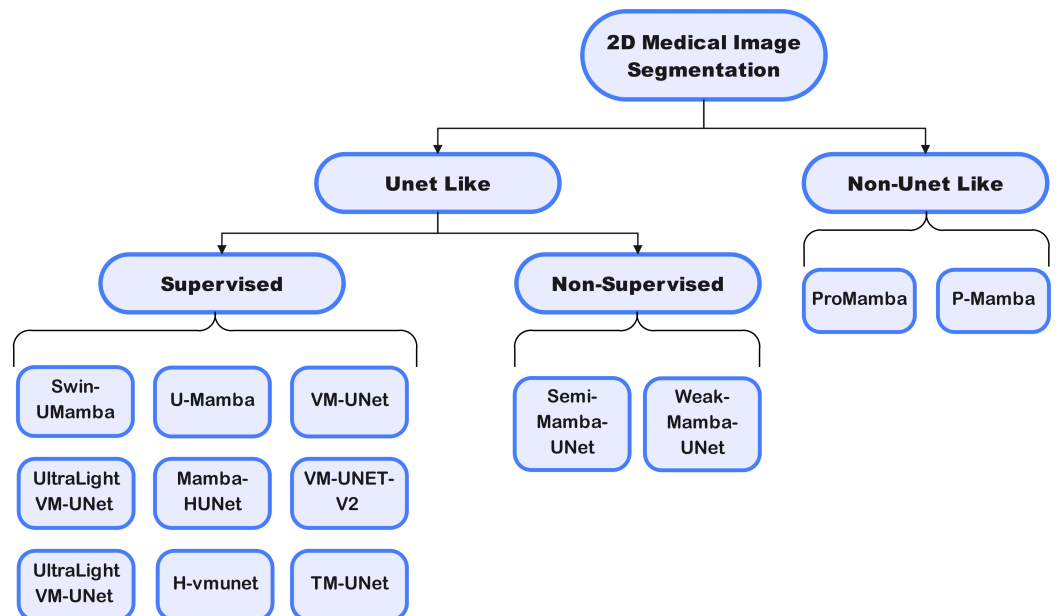 2D Medical Image
Segmentation
Unet Like
Non-Unet Like
Supervised
Non-Supervised
ProMamba
P-Mamba
Swin-
UMamba
U-Mamba
VM-UNet
Semi-
Mamba-
UNet
Weak-
Mamba-
UNet
UltraLight
VM-UNet
Mamba-
HUNet
VM-UNET-
V2
UltraLight
VM-UNet
H-vmunet
TM-UNet